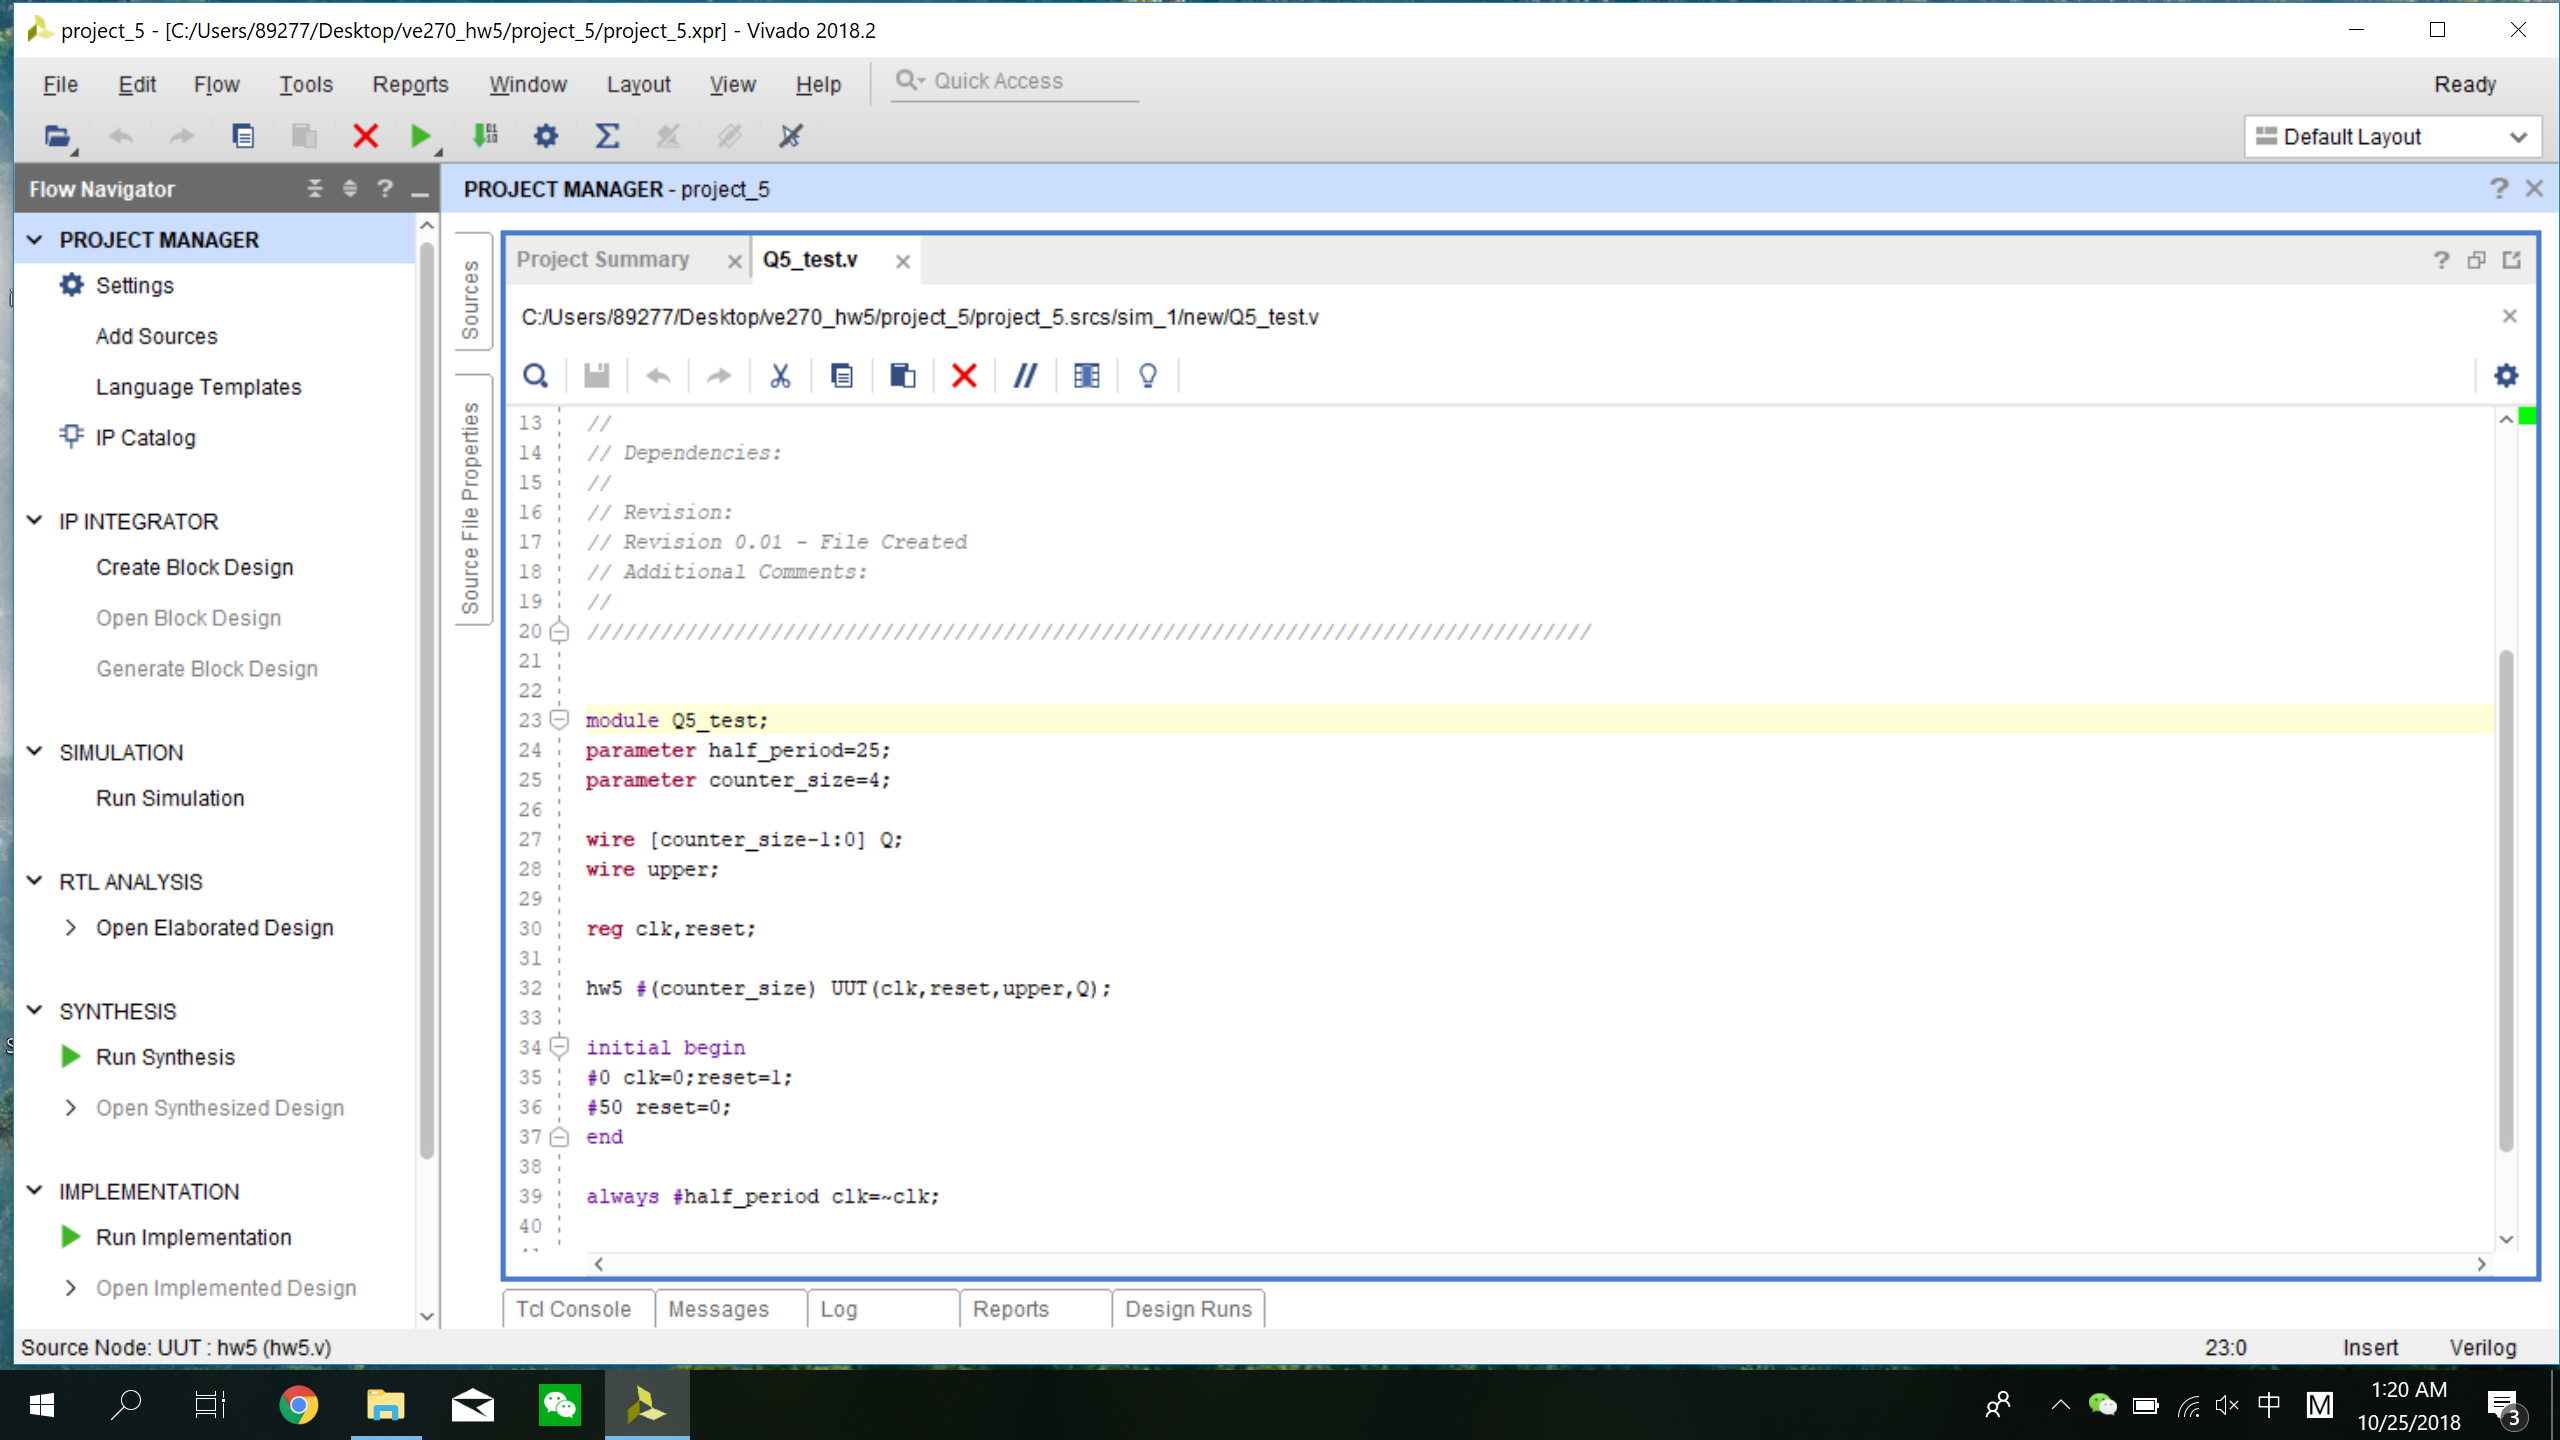 project_5 - [C:/Users/89277/Desktop/ve270_hw5/project_5/project_5.xpr] - Vivado 2018.2
File Edit Flow Tools Reports Window Layout View Help Quick Access Ready
Default Layout
Flow Navigator
PROJECT MANAGER - project_5
PROJECT MANAGER
Settings
Add Sources
Language Templates
IP Catalog
IP INTEGRATOR
Create Block Design
Open Block Design
Generate Block Design
SIMULATION
Run Simulation
RTL ANALYSIS
Open Elaborated Design
SYNTHESIS
Run Synthesis
Open Synthesized Design
IMPLEMENTATION
Run Implementation
Open Implemented Design
Sources
Source File Properties
Project Summary Q5_test.v
C:/Users/89277/Desktop/ve270_hw5/project_5/project_5.srcs/sim_1/new/Q5_test.v
13 //
14 // Dependencies:
15 //
16 // Revision:
17 // Revision 0.01 - File Created
18 // Additional Comments:
19 //
20 //////////////////////////////////////////////////////////////////////////////////
21
22
23 module Q5_test;
24 parameter half_period=25;
25 parameter counter_size=4;
26
27 wire [counter_size-1:0] Q;
28 wire upper;
29
30 reg clk,reset;
31
32 hw5 #(counter_size) UUT(clk,reset,upper,Q);
33
34 initial begin
35 #0 clk=0;reset=1;
36 #50 reset=0;
37 end
38
39 always #half_period clk=~clk;
40
Tcl Console Messages Log Reports Design Runs
Source Node: UUT : hw5 (hw5.v) 23:0 Insert Verilog
中 M
1:20 AM
10/25/2018
3